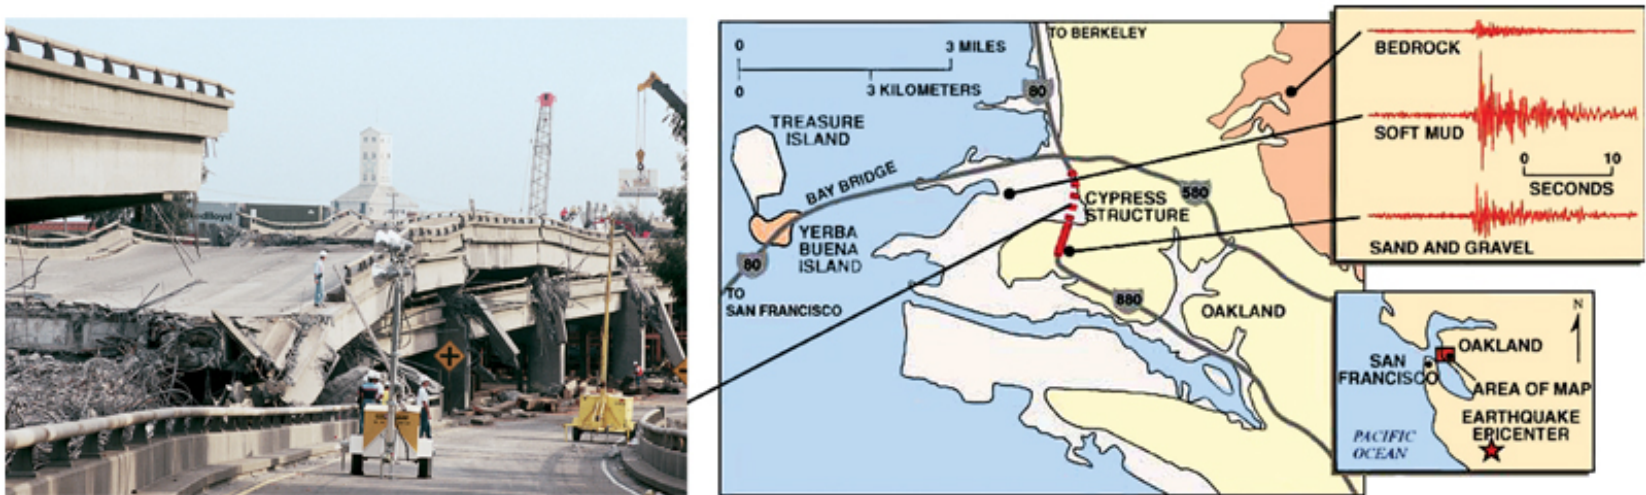 TO BERKELEY
0
3 MILES
0
3 KILOMETERS
80
TREASURE
ISLAND
BAY BRIDGE
580
CYPRESS
STRUCTURE
YERBA
BUENA
ISLAND
80
TO
SAN FRANCISCO
880
OAKLAND
BEDROCK
SOFT MUD
0
10
SECONDS
SAND AND GRAVEL
N
OAKLAND
SAN
FRANCISCO
AREA OF MAP
EARTHQUAKE
EPICENTER
PACIFIC
OCEAN